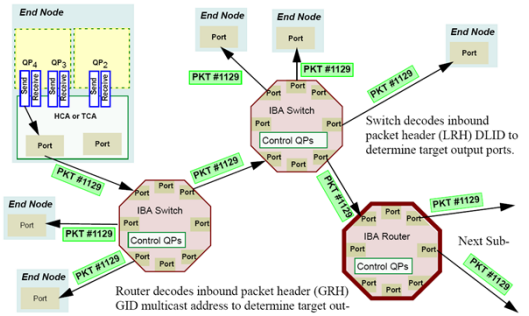 End Node
QP4 QP3 QP2
Send
Receive
Send
Receive
Send
Receive
HCA or TCA
Port
Port
PKT #1129
End Node
Port
PKT #1129
End Node
Port
PKT #1129
End Node
Port
PKT #1129
Port
Port
Port
Port
Port
Port
Port
Port
IBA Switch
Control QPs
Switch decodes inbound
packet header (LRH) DLID to
determine target output ports.
PKT #1129
PKT #1129
Port
Port
Port
Port
Port
Port
Port
Port
IBA Switch
Control QPs
End Node
Port
PKT #1129
End Node
Port
PKT #1129
Port
Port
Port
Port
Port
Port
Port
Port
IBA Router
Control QPs
PKT #1129
Next Sub-
PKT #1129
Router decodes inbound packet header (GRH)
GID multicast address to determine target out-